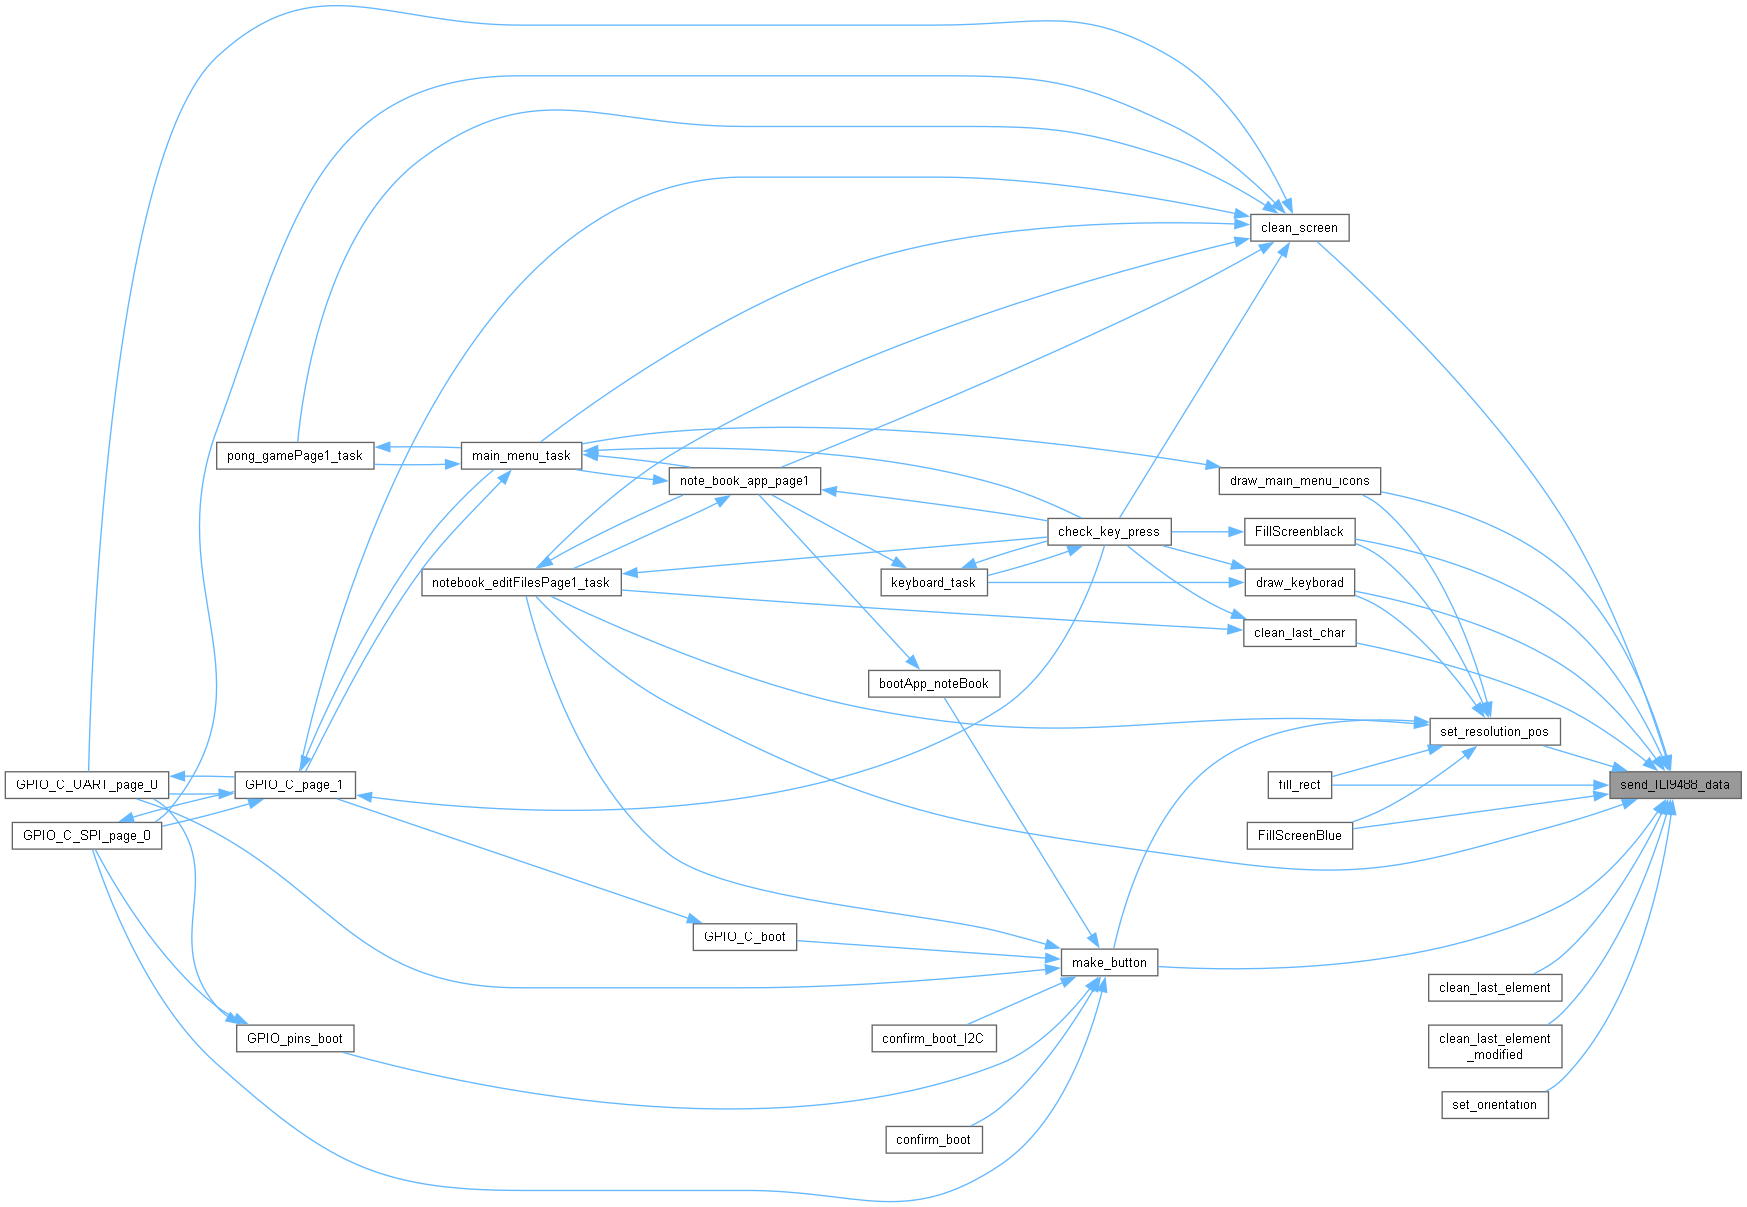 clean_screen
pong_gamePage1_task
main_menu_task
note_book_app_page1
draw_main_menu_icons
check_key_press
FillScreenblack
notebook_editFilesPage1_task
keyboard_task
draw_keyborad
clean_last_char
bootApp_noteBook
set_resolution_pos
GPIO_C_UART_page_0
GPIO_C_page_1
fill_rect
send_ILI9488_data
GPIO_C_SPI_page_0
FillScreenBlue
GPIO_C_boot
make_button
clean_last_element
GPIO_pins_boot
confirm_boot_I2C
clean_last_element
_modified
set_orientation
confirm_boot